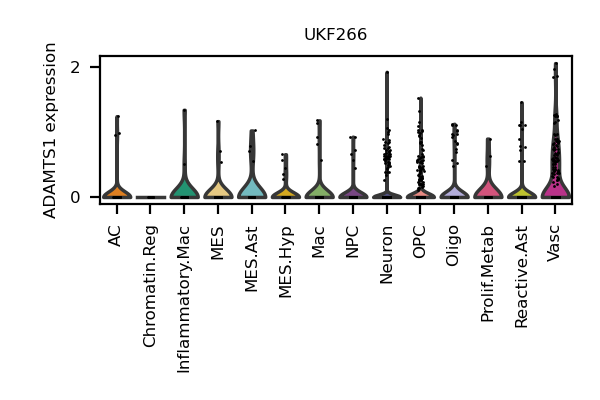 UKF266
ADAMTS1 expression
2
0
AC
Chromatin.Reg
Inflammatory.Mac
MES
MES.Ast
MES.Hyp
Mac
NPC
Neuron
OPC
Oligo
Prolif.Metab
Reactive.Ast
Vasc